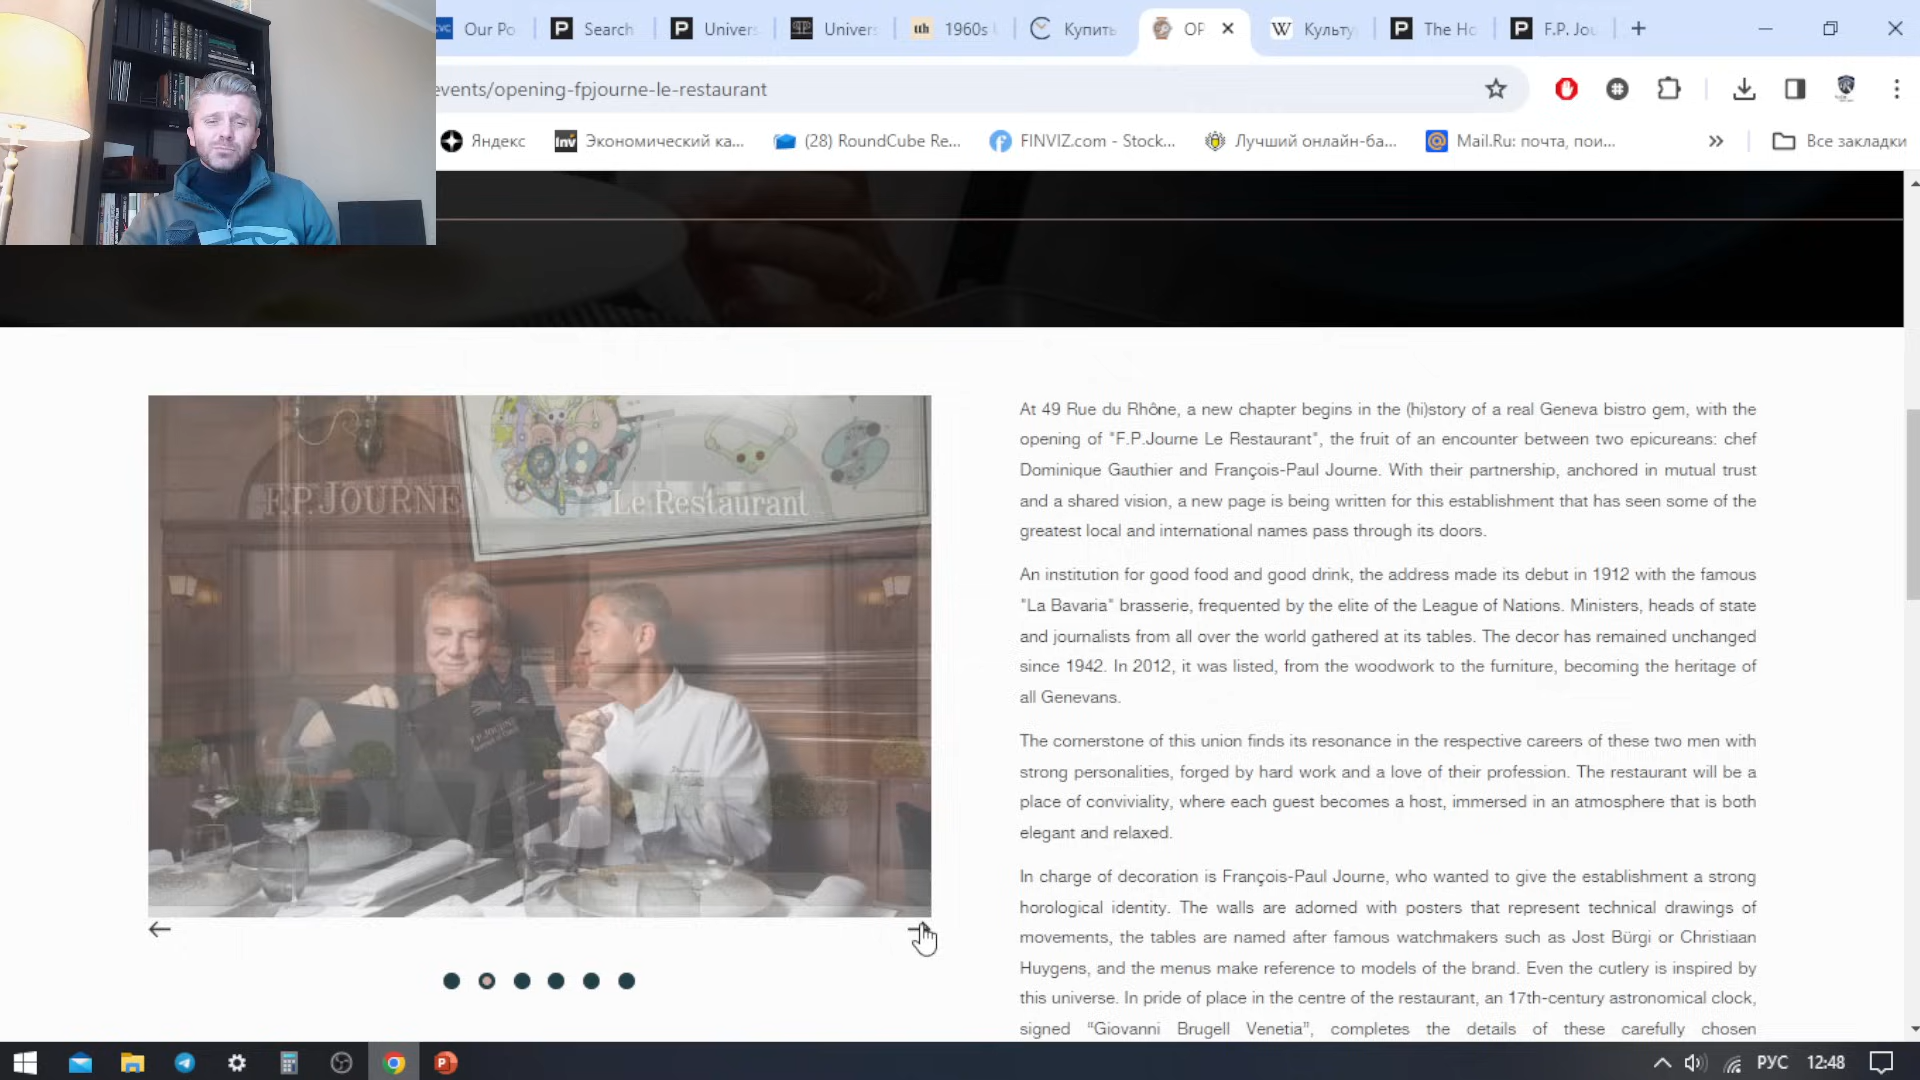 Our Po
Search
Univers
Univers
1960s
Купить
OP
Культу
The Ho
F.P. Jou
events/opening-fpjourne-le-restaurant
Яндекс
Inv
Экономический ка...
(28) RoundCube Re...
FINVIZ.com - Stock...
Лучший онлайн-ба...
Mail.Ru: почта, пои...
Все закладки
F.P.JOURNE
Le Restaurant
F.P.JOURNE
At 49 Rue du Rhône, a new chapter begins in the (hi)story of a real Geneva bistro gem, with the
opening of "F.P.Journe Le Restaurant", the fruit of an encounter between two epicureans: chef
Dominique Gauthier and François-Paul Journe. With their partnership, anchored in mutual trust
and a shared vision, a new page is being written for this establishment that has seen some of the
greatest local and international names pass through its doors.
An institution for good food and good drink, the address made its debut in 1912 with the famous
"La Bavaria" brasserie, frequented by the elite of the League of Nations. Ministers, heads of state
and journalists from all over the world gathered at its tables. The decor has remained unchanged
since 1942. In 2012, it was listed, from the woodwork to the furniture, becoming the heritage of
all Genevans.
The cornerstone of this union finds its resonance in the respective careers of these two men with
strong personalities, forged by hard work and a love of their profession. The restaurant will be a
place of conviviality, where each guest becomes a host, immersed in an atmosphere that is both
elegant and relaxed.
In charge of decoration is François-Paul Journe, who wanted to give the establishment a strong
horological identity. The walls are adorned with posters that represent technical drawings of
movements, the tables are named after famous watchmakers such as Jost Bürgi or Christiaan
Huygens, and the menus make reference to models of the brand. Even the cutlery is inspired by
this universe. In pride of place in the centre of the restaurant, an 17th-century astronomical clock,
signed “Giovanni Brugell Venetia”, completes the details of these carefully chosen
РУС
12:48